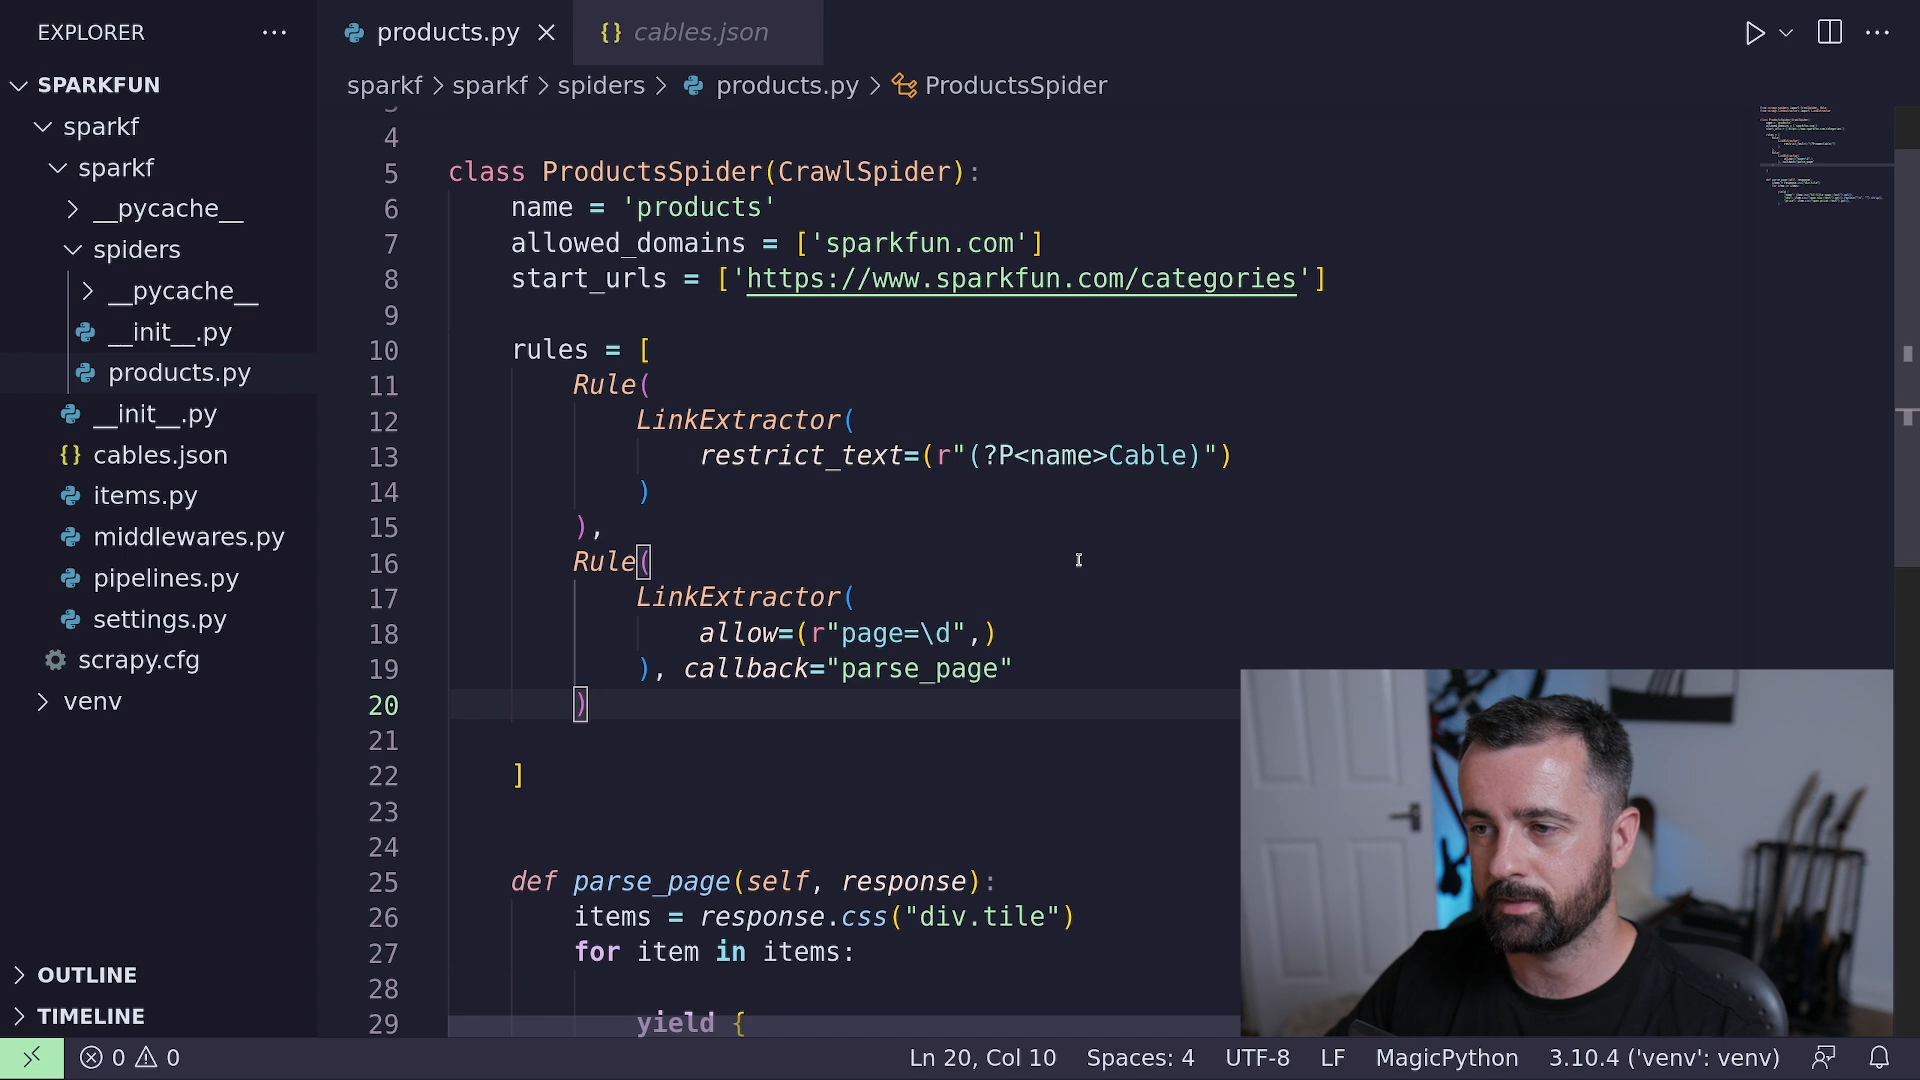 EXPLORER
SPARKFUN
sparkf
sparkf
__pycache__
spiders
__pycache__
__init__.py
products.py
__init__.py
cables.json
items.py
middlewares.py
pipelines.py
settings.py
scrapy.cfg
venv
OUTLINE
TIMELINE
products.py
{} cables.json
sparkf > sparkf > spiders > products.py > ProductsSpider
4
5 class ProductsSpider(CrawlSpider):
6 name = 'products'
7 allowed_domains = ['sparkfun.com']
8 start_urls = ['https://www.sparkfun.com/categories']
9
10 rules = [
11 Rule(
12 LinkExtractor(
13 restrict_text=(r"(?P<name>Cable)")
14 )
15 ),
16 Rule(
17 LinkExtractor(
18 allow=(r"page=\d",)
19 ), callback="parse_page"
20 )
21
22 ]
23
24
25 def parse_page(self, response):
26 items = response.css("div.tile")
27 for item in items:
28
29 yield {
0 0 Ln 20, Col 10 Spaces: 4 UTF-8 LF MagicPython 3.10.4 ('venv': venv)